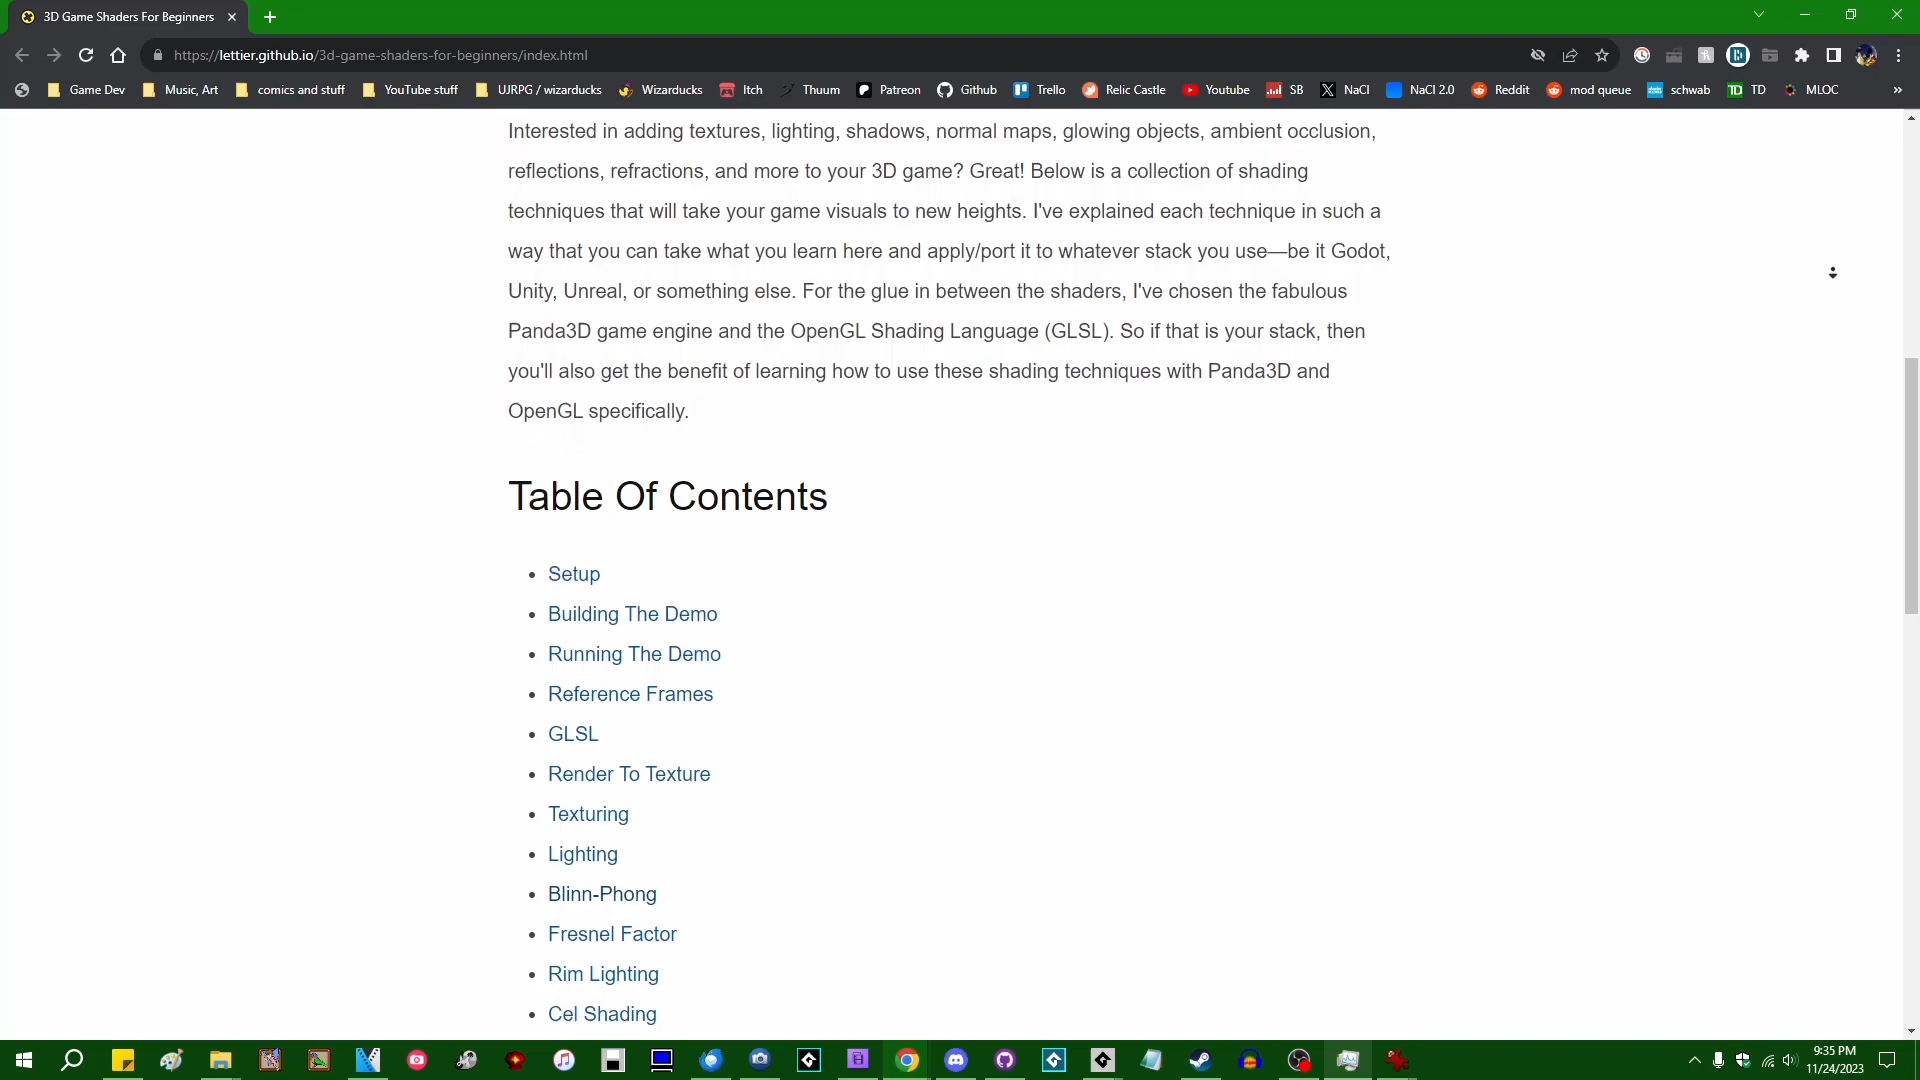 3D Game Shaders For Beginners
https://lettier.github.io/3d-game-shaders-for-beginners/index.html
Game Dev Music, Art comics and stuff YouTube stuff UJRPG / wizarducks Wizarducks Itch Thuum Patreon Github Trello Relic Castle Youtube SB NaCl NaCl 2.0 Reddit mod queue schwab TD MLOC »
Interested in adding textures, lighting, shadows, normal maps, glowing objects, ambient occlusion,
reflections, refractions, and more to your 3D game? Great! Below is a collection of shading
techniques that will take your game visuals to new heights. I've explained each technique in such a
way that you can take what you learn here and apply/port it to whatever stack you use—be it Godot,
Unity, Unreal, or something else. For the glue in between the shaders, I've chosen the fabulous
Panda3D game engine and the OpenGL Shading Language (GLSL). So if that is your stack, then
you'll also get the benefit of learning how to use these shading techniques with Panda3D and
OpenGL specifically.
Table Of Contents
• Setup
• Building The Demo
• Running The Demo
• Reference Frames
• GLSL
• Render To Texture
• Texturing
• Lighting
• Blinn-Phong
• Fresnel Factor
• Rim Lighting
• Cel Shading
9:35 PM
11/24/2023